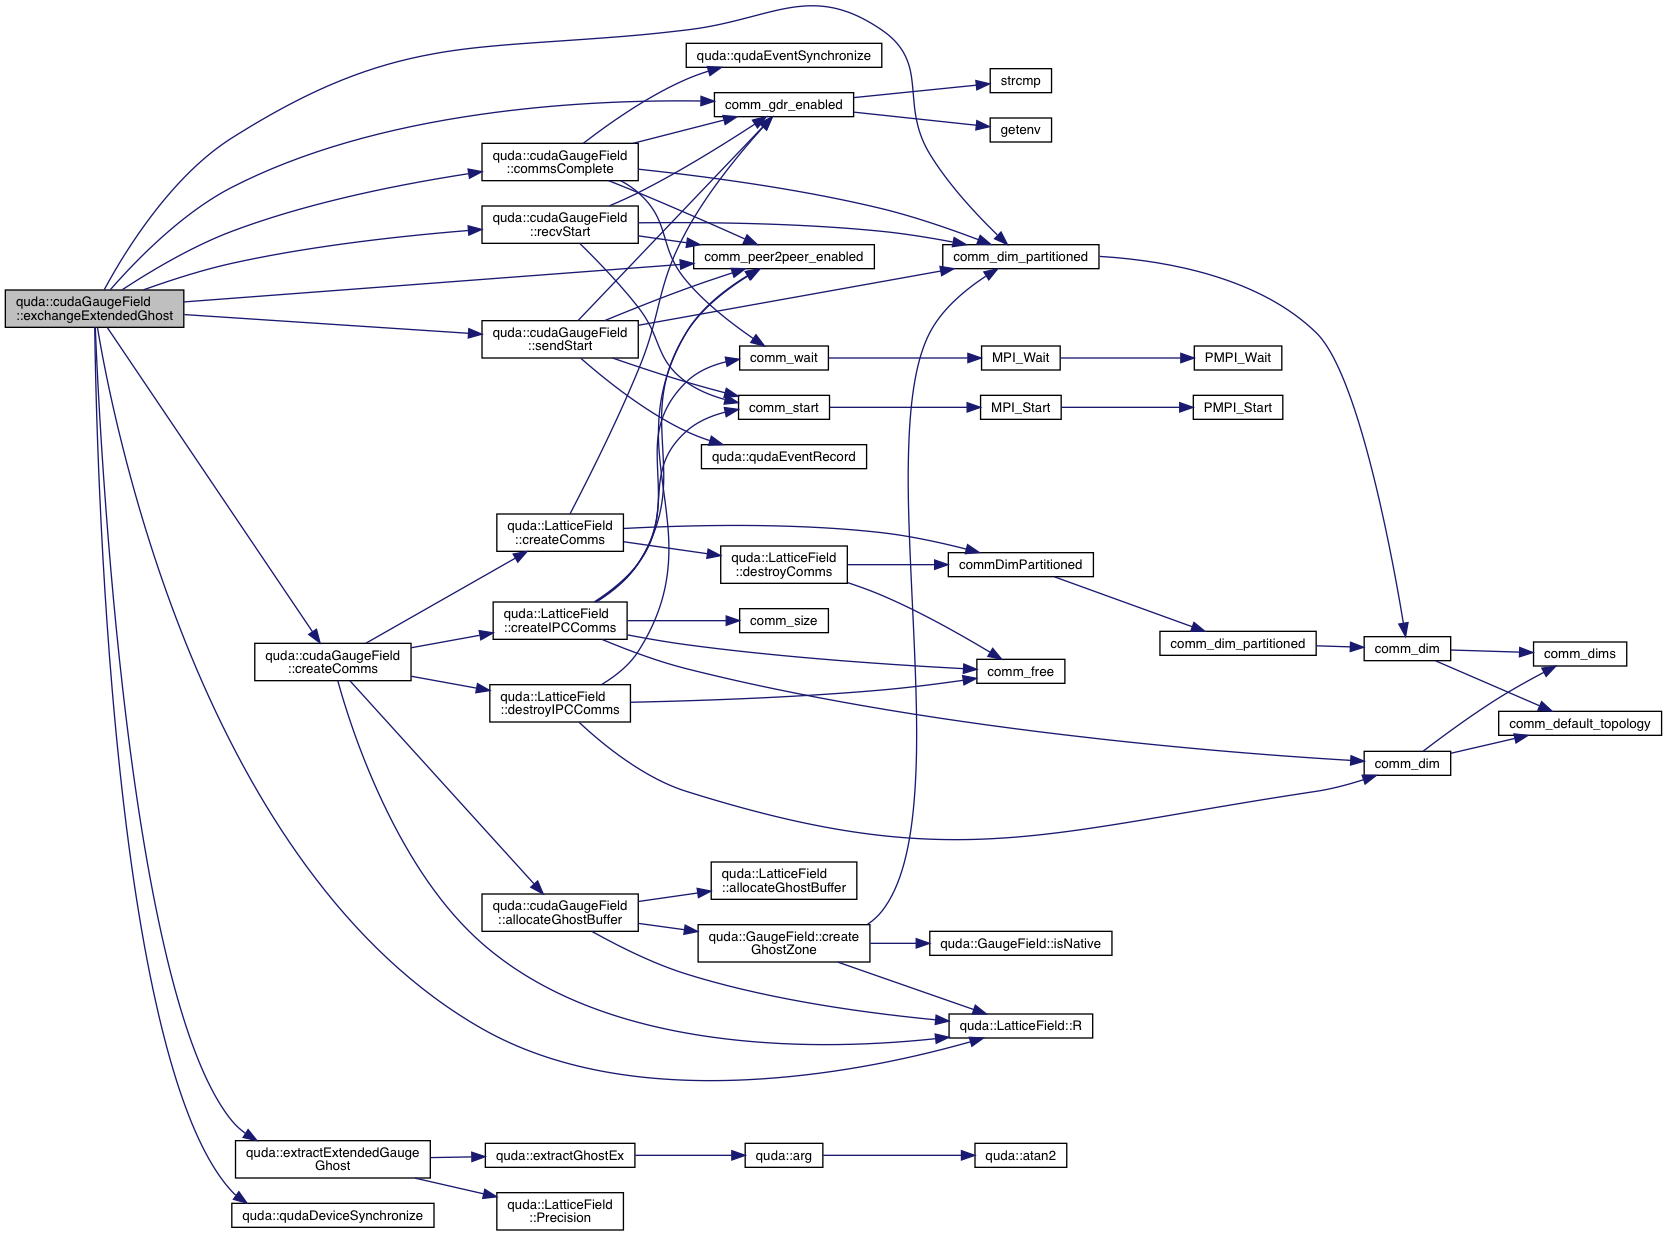 quda::cudaGaugeField
::exchangeExtendedGhost
quda::qudaEventSynchronize
comm_gdr_enabled
strcmp
getenv
quda::cudaGaugeField
::commsComplete
quda::cudaGaugeField
::recvStart
comm_peer2peer_enabled
comm_dim_partitioned
quda::cudaGaugeField
::sendStart
comm_wait
MPI_Wait
PMPI_Wait
comm_start
MPI_Start
PMPI_Start
quda::qudaEventRecord
quda::LatticeField
::createComms
quda::LatticeField
::destroyComms
commDimPartitioned
quda::LatticeField
::createIPCComms
comm_size
comm_dim_partitioned
comm_dim
comm_dims
quda::cudaGaugeField
::createComms
comm_free
quda::LatticeField
::destroyIPCComms
comm_default_topology
comm_dim
quda::LatticeField
::allocateGhostBuffer
quda::cudaGaugeField
::allocateGhostBuffer
quda::GaugeField::create
GhostZone
quda::GaugeField::isNative
quda::LatticeField::R
quda::extractExtendedGauge
Ghost
quda::extractGhostEx
quda::arg
quda::atan2
quda::LatticeField
::Precision
quda::qudaDeviceSynchronize